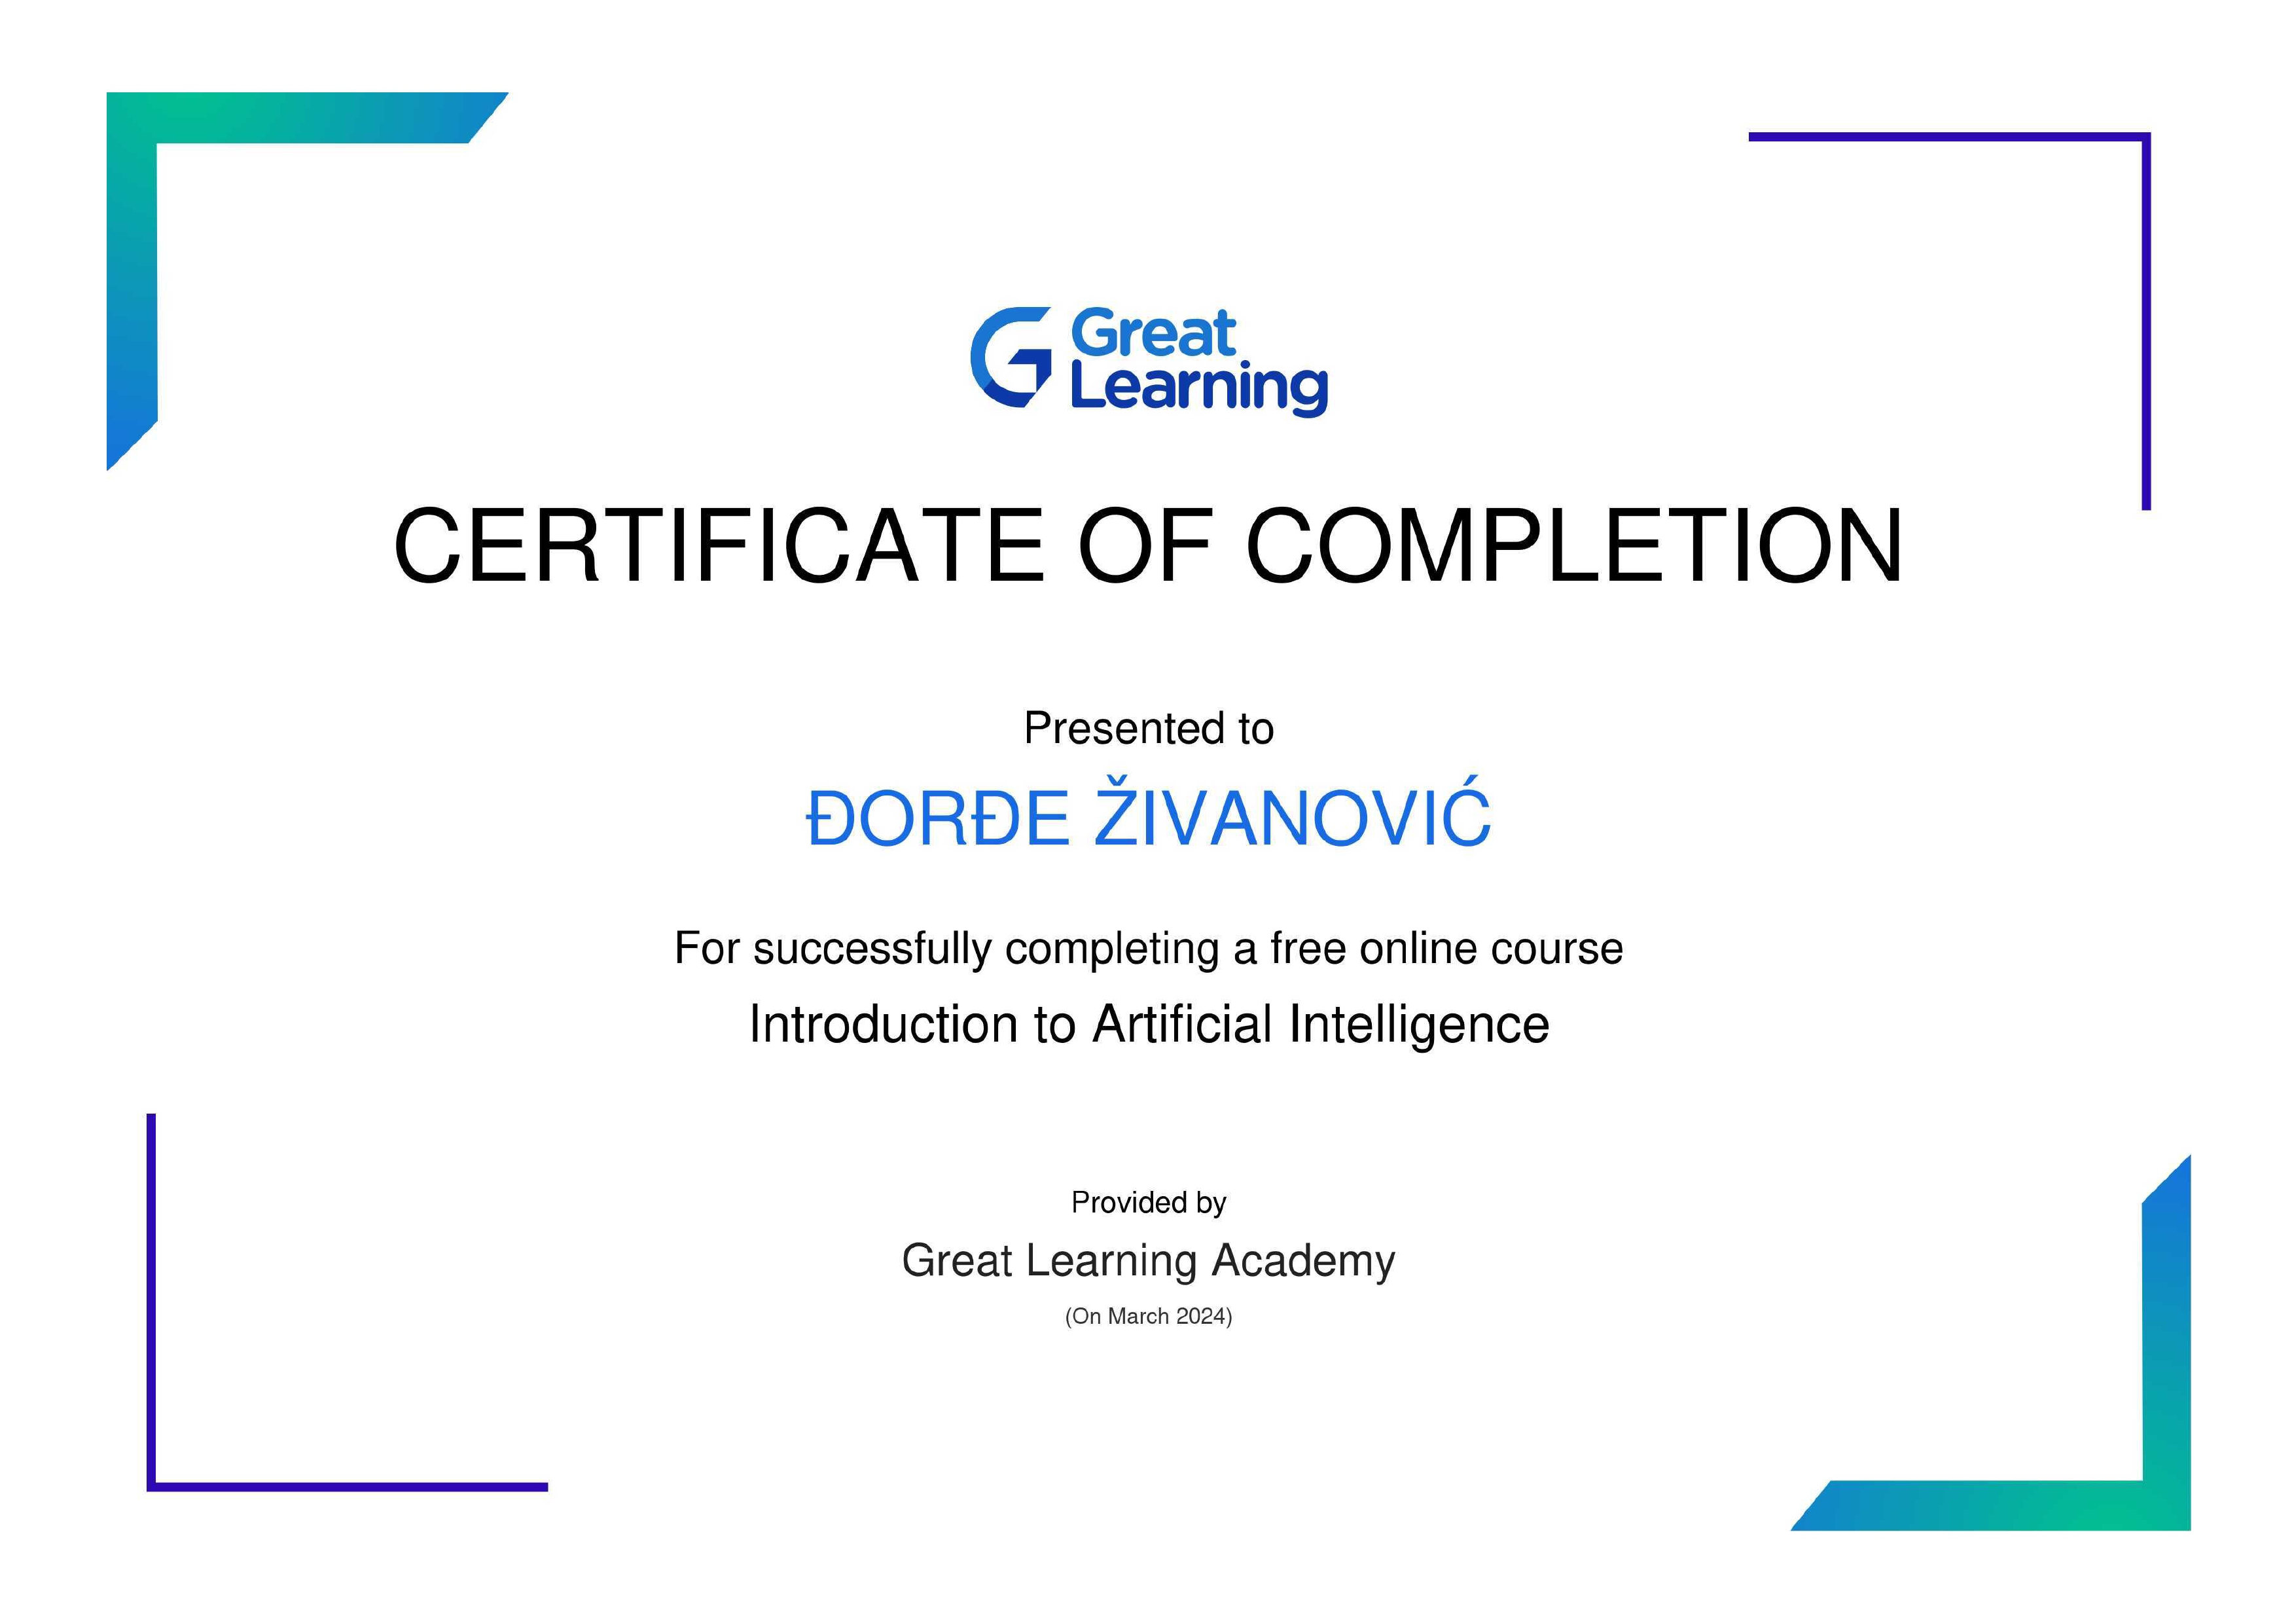 Great
Learning
CERTIFICATE OF COMPLETION
Presented to
ĐORĐE ŽIVANOVIĆ
For successfully completing a free online course
Introduction to Artificial Intelligence
Provided by
Great Learning Academy
(On March 2024)